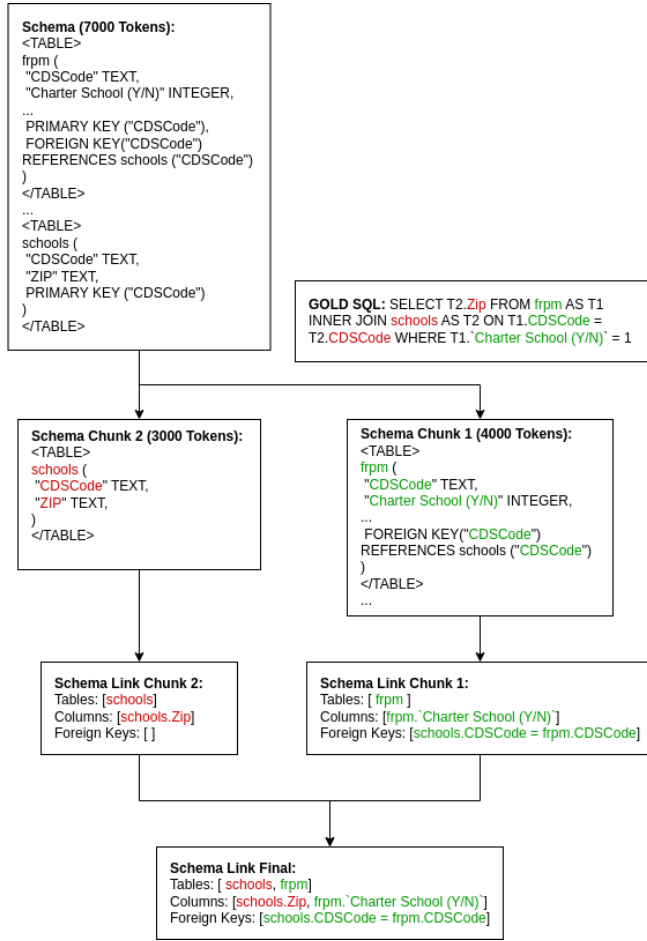 Schema (7000 Tokens):
<TABLE>
frpm (
"CDSCode" TEXT,
"Charter School (Y/N)" INTEGER,
...
PRIMARY KEY ("CDSCode"),
FOREIGN KEY("CDSCode")
REFERENCES schools ("CDSCode")
)
</TABLE>
...
<TABLE>
schools (
"CDSCode" TEXT,
"ZIP" TEXT,
PRIMARY KEY ("CDSCode")
)
</TABLE>
GOLD SQL: SELECT T2.Zip FROM frpm AS T1
INNER JOIN schools AS T2 ON T1.CDSCode =
T2.CDSCode WHERE T1.`Charter School (Y/N)` = 1
Schema Chunk 2 (3000 Tokens):
<TABLE>
schools (
"CDSCode" TEXT,
"ZIP" TEXT,
)
</TABLE>
Schema Chunk 1 (4000 Tokens):
<TABLE>
frpm (
"CDSCode" TEXT,
"Charter School (Y/N)" INTEGER,
...
FOREIGN KEY("CDSCode")
REFERENCES schools ("CDSCode")
)
</TABLE>
...
Schema Link Chunk 2:
Tables: [schools]
Columns: [schools.Zip]
Foreign Keys: [ ]
Schema Link Chunk 1:
Tables: [ frpm ]
Columns: [frpm.`Charter School (Y/N)`]
Foreign Keys: [schools.CDSCode = frpm.CDSCode]
Schema Link Final:
Tables: [ schools, frpm]
Columns: [schools.Zip, frpm.`Charter School (Y/N)`]
Foreign Keys: [schools.CDSCode = frpm.CDSCode]